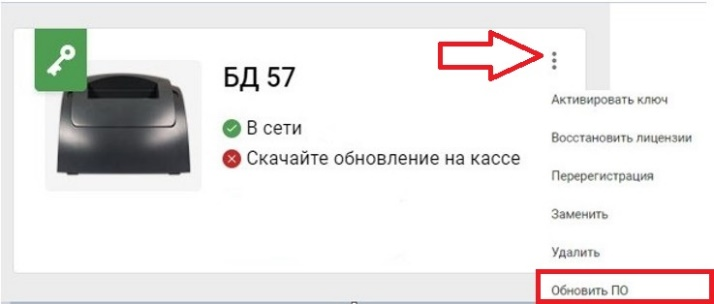 БД 57
В сети
Скачайте обновление на кассе
Активировать ключ
Восстановить лицензии
Перерегистрация
Заменить
Удалить
Обновить ПО